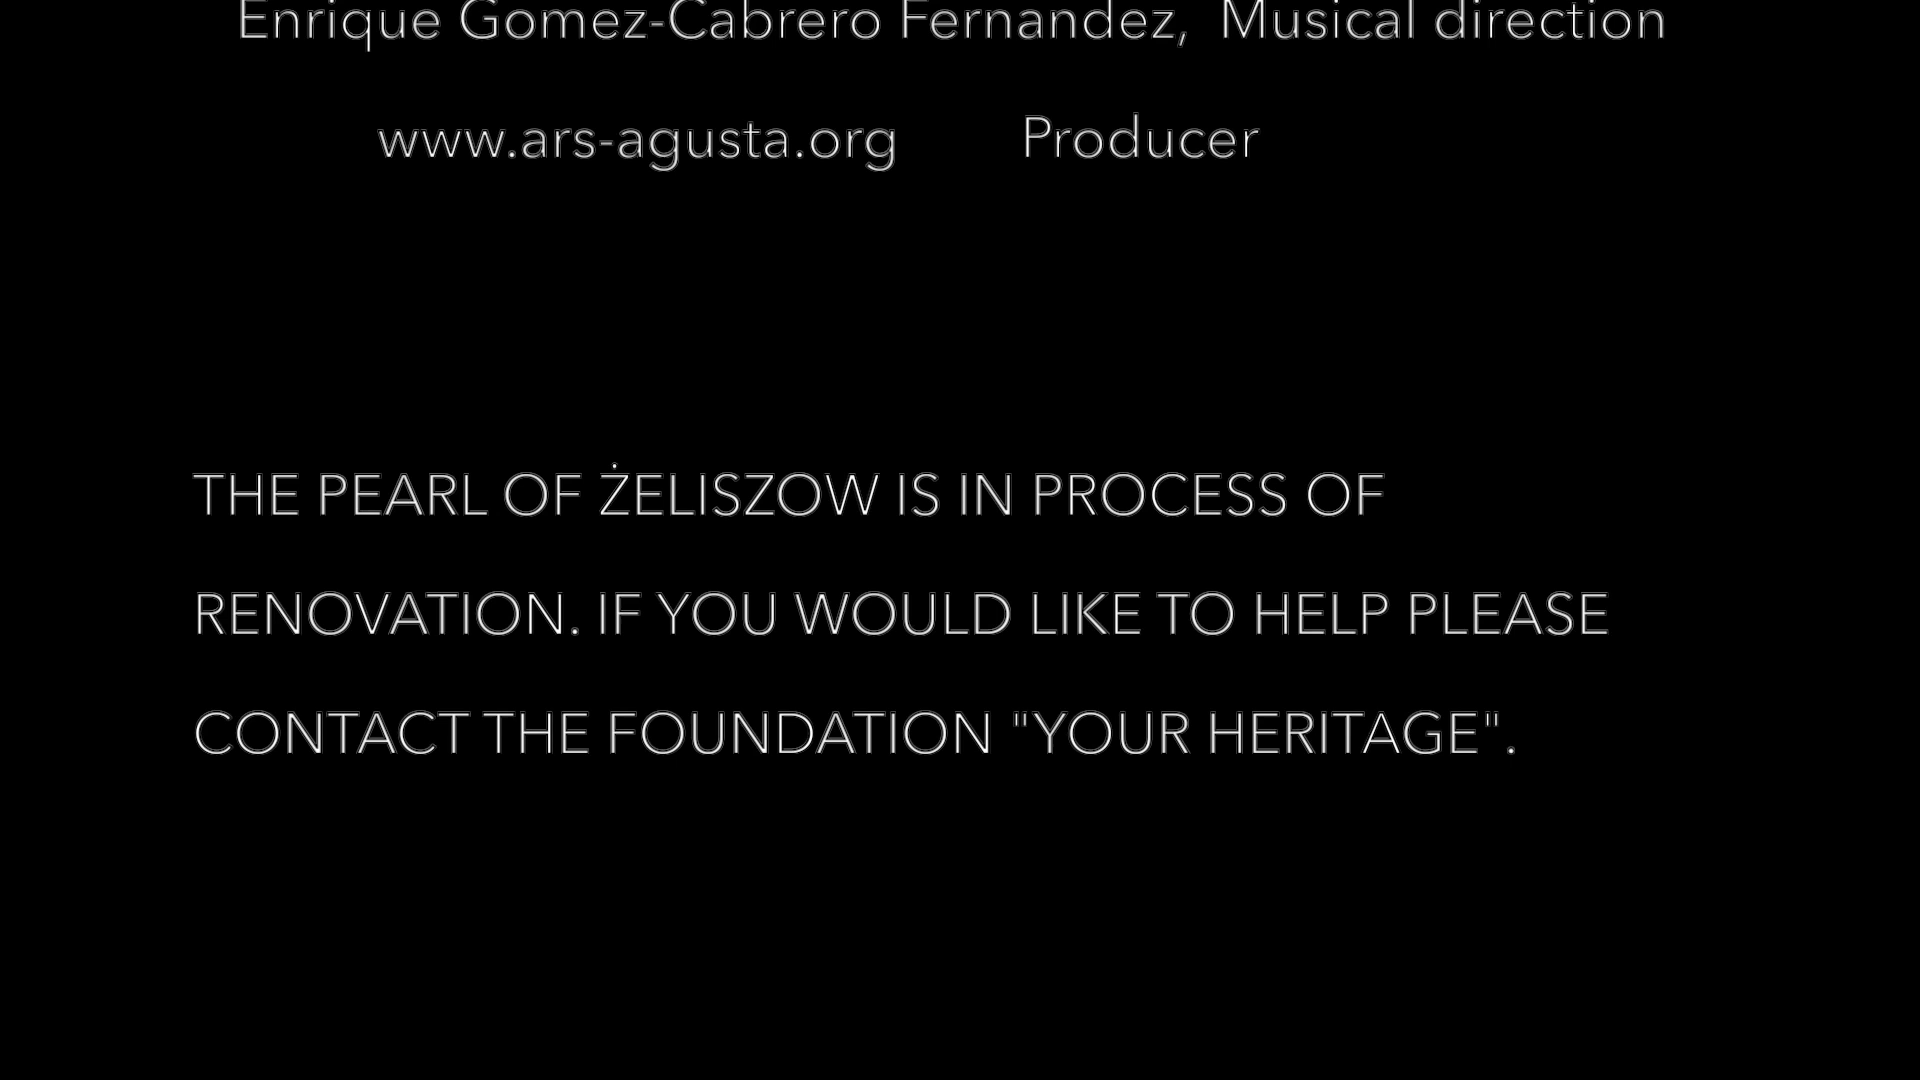 Enrique Gomez-Cabrero Fernandez, Musical direction
www.ars-agusta.org Producer
THE PEARL OF ŻELISZOW IS IN PROCESS OF
RENOVATION. IF YOU WOULD LIKE TO HELP PLEASE
CONTACT THE FOUNDATION "YOUR HERITAGE".